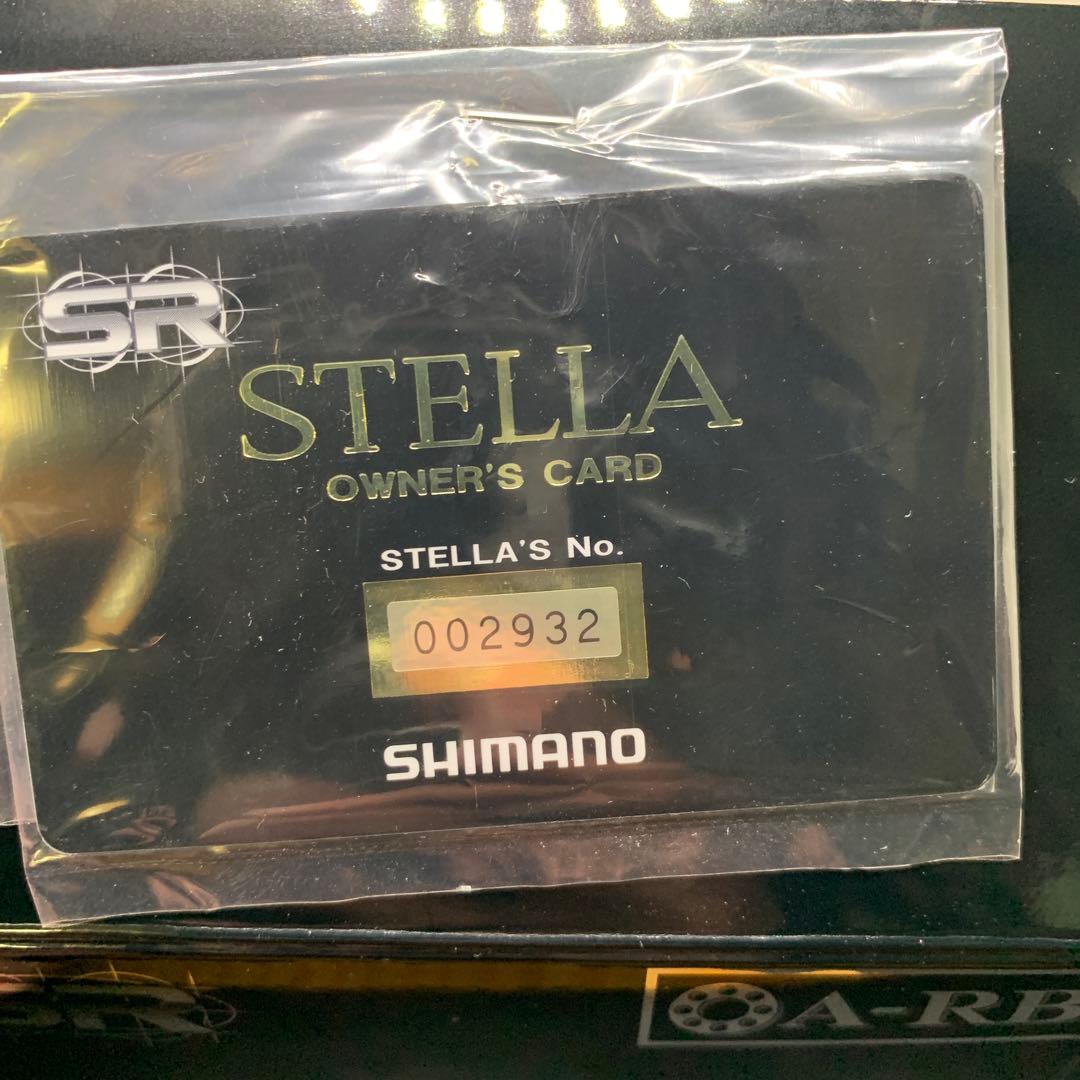 SR
STELLA
OWNER'S CARD
STELLA'S No.
002932
SHIMANO
SR
A-RB